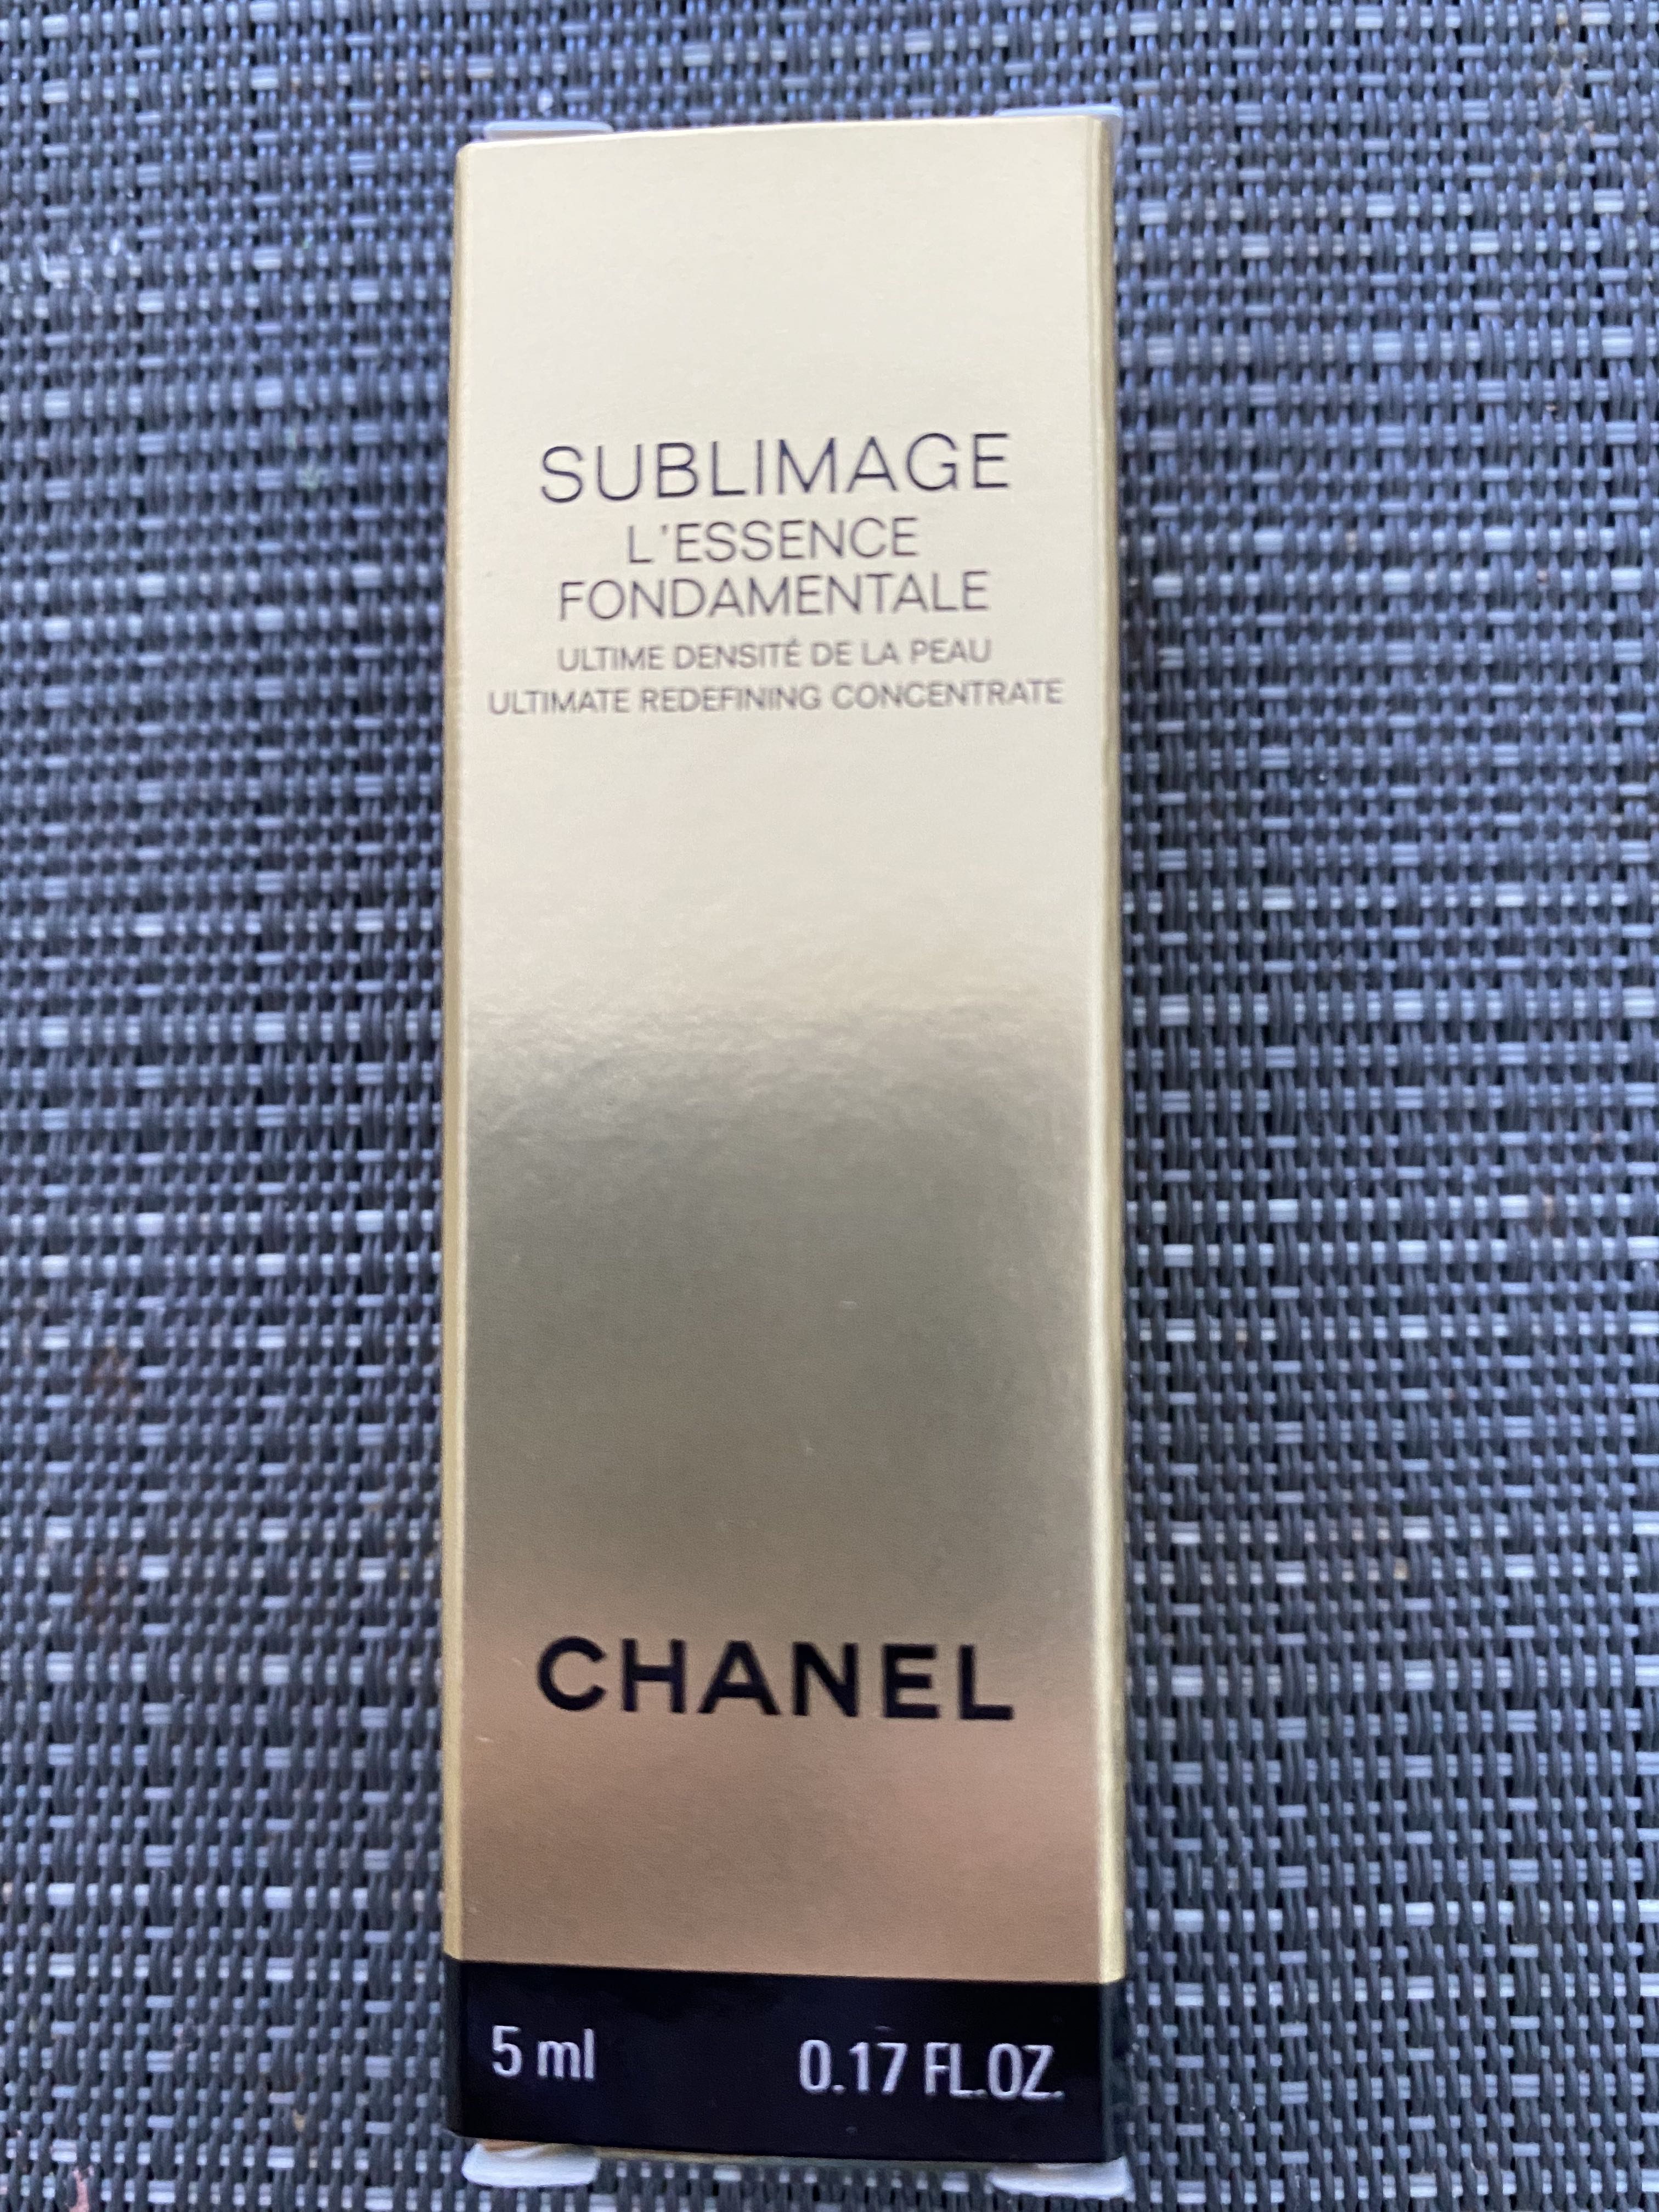 SUBLIMAGE
L'ESSENCE
FONDAMENTALE
ULTIME DENSITÉ DE LA PEAU
ULTIMATE REDEFINING CONCENTRATE
CHANEL
5 ml 0.17 FL.OZ.